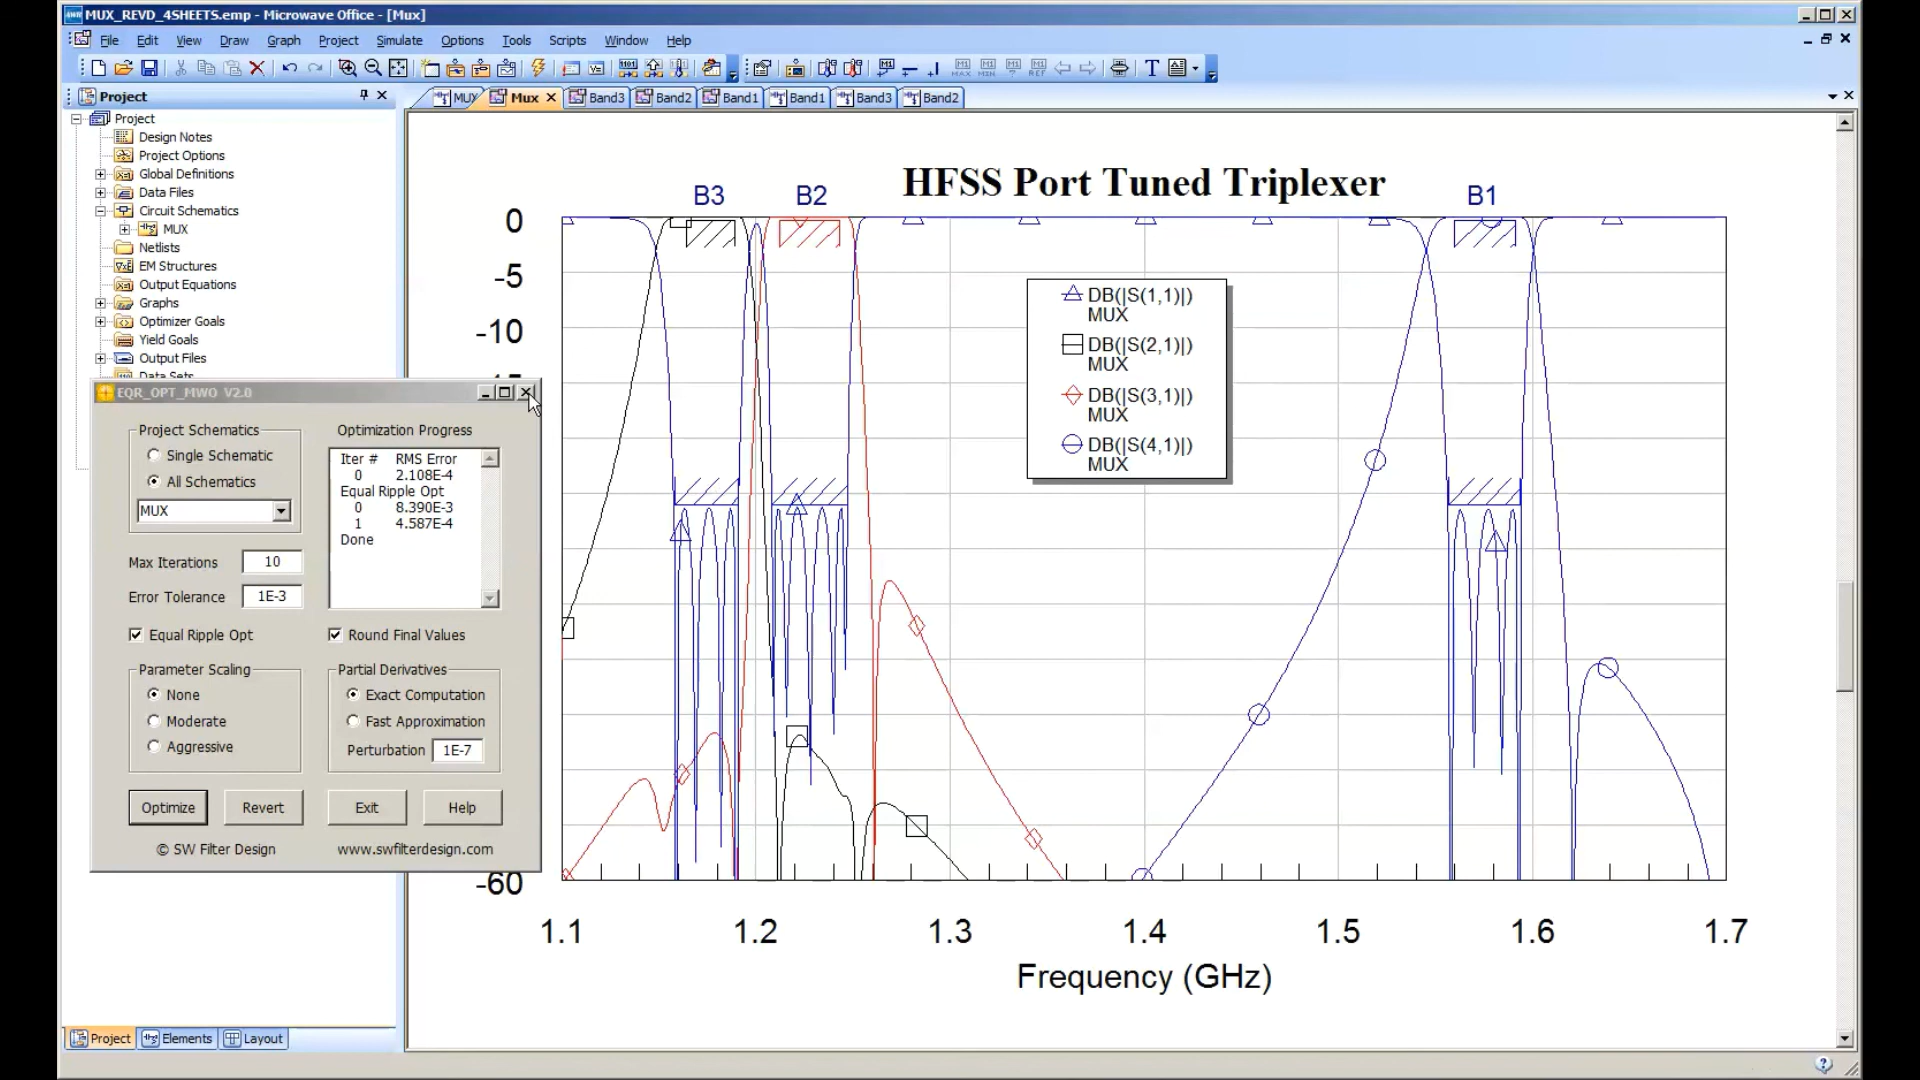 MUX_REVD_4SHEETS.emp - Microwave Office - [Mux]
File Edit View Draw Graph Project Simulate Options Tools Scripts Window Help
Project
MUX Mux Band3 Band2 Band1 Band1 Band3 Band2
Project
Design Notes
Project Options
Global Definitions
Data Files
Circuit Schematics
MUX
Netlists
EM Structures
Output Equations
Graphs
Optimizer Goals
Yield Goals
Output Files
Data Sets
EQR_OPT_MWO V2.0
Project Schematics
Single Schematic
All Schematics
MUX
Optimization Progress
Iter # RMS Error
0 2.108E-4
Equal Ripple Opt
0 8.390E-3
1 4.587E-4
Done
Max Iterations 10
Error Tolerance 1E-3
Equal Ripple Opt
Round Final Values
Parameter Scaling
None
Moderate
Aggressive
Partial Derivatives
Exact Computation
Fast Approximation
Perturbation 1E-7
Optimize Revert Exit Help
© SW Filter Design www.swfilterdesign.com
HFSS Port Tuned Triplexer
B3 B2 B1
0
-5
-10
-60
DB(|S(1,1)|)
MUX
DB(|S(2,1)|)
MUX
DB(|S(3,1)|)
MUX
DB(|S(4,1)|)
MUX
1.1 1.2 1.3 1.4 1.5 1.6 1.7
Frequency (GHz)
Project Elements Layout